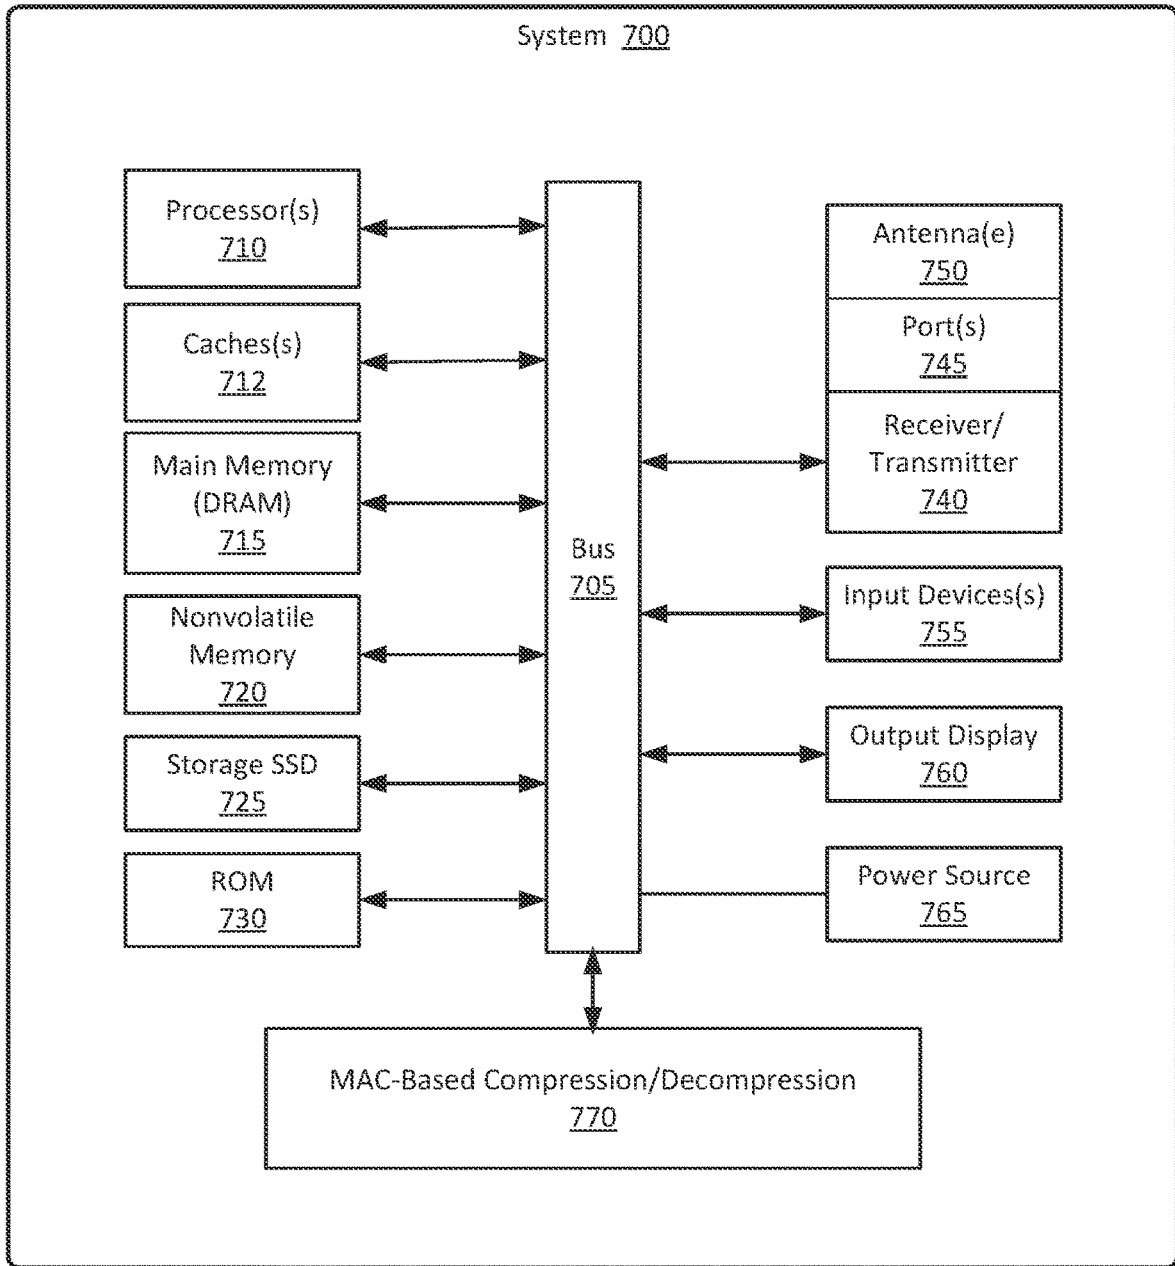 System 700
Processor(s)
710
Caches(s)
712
Main Memory
(DRAM)
715
Nonvolatile
Memory
720
Storage SSD
725
ROM
730
Bus
705
Antenna(e)
750
Port(s)
745
Receiver/
Transmitter
740
Input Devices(s)
755
Output Display
760
Power Source
765
MAC-Based Compression/Decompression
770